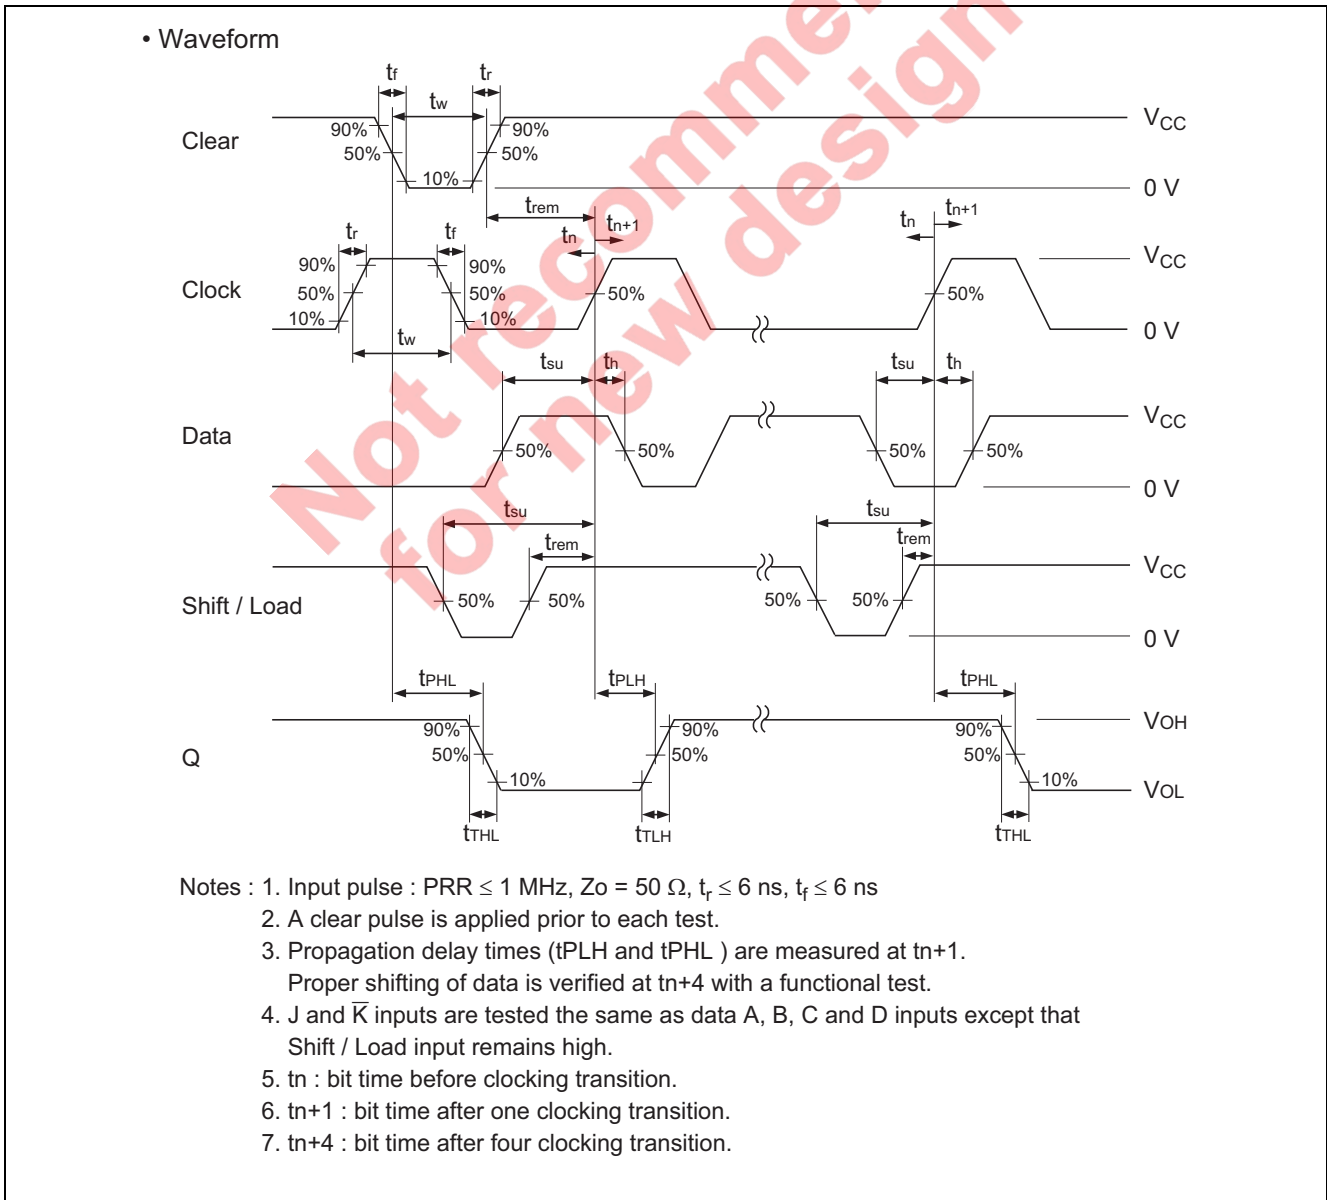 • Waveform
tf tr
tw
Clear 90% 50% 10% 90% 50% VCC
0 V
trem
tn tn+1 tn tn+1
tr tf
Clock 90% 50% 10% 90% 50% 10% 50% 50% VCC
0 V
tw
tsu th tsu th
Data 50% 50% 50% 50% VCC
0 V
tsu tsu
trem trem
Shift / Load 50% 50% 50% 50% VCC
0 V
tPHL tPLH tPHL
Q 90% 50% 10% 90% 50% 90% 50% 10% VOH
VOL
tTHL tTLH tTHL
Notes : 1. Input pulse : PRR ≤ 1 MHz, Zo = 50 Ω, tr ≤ 6 ns, tf ≤ 6 ns
2. A clear pulse is applied prior to each test.
3. Propagation delay times (tPLH and tPHL ) are measured at tn+1.
Proper shifting of data is verified at tn+4 with a functional test.
4. J and K̅ inputs are tested the same as data A, B, C and D inputs except that
Shift / Load input remains high.
5. tn : bit time before clocking transition.
6. tn+1 : bit time after one clocking transition.
7. tn+4 : bit time after four clocking transition.
Not recomme
for new design